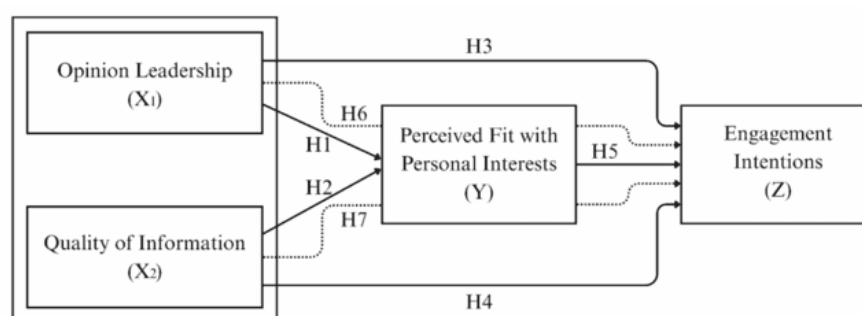 H3
Opinion Leadership
(X1)
H6
H1
Perceived Fit with
Personal Interests
(Y)
H5
Engagement
Intentions
(Z)
H2
H7
Quality of Information
(X2)
H4